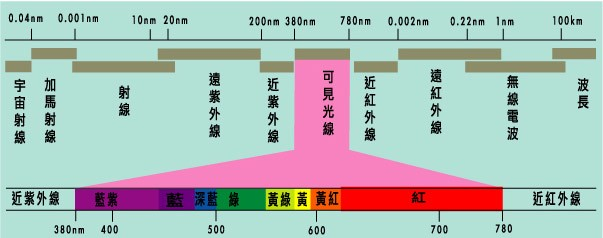 0.04nm 0.001nm 10nm 20nm 200nm 380nm 780nm 0.002nm 0.22nm 1nm 100km
宇宙射線
加馬射線
射線
遠紫外線
近紫外線
可見光線
近紅外線
遠紅外線
無線電波
波長
近紫外線 藍紫 藍 深藍 綠 黃綠 黃 黃紅 紅 近紅外線
380nm 400 500 600 700 780